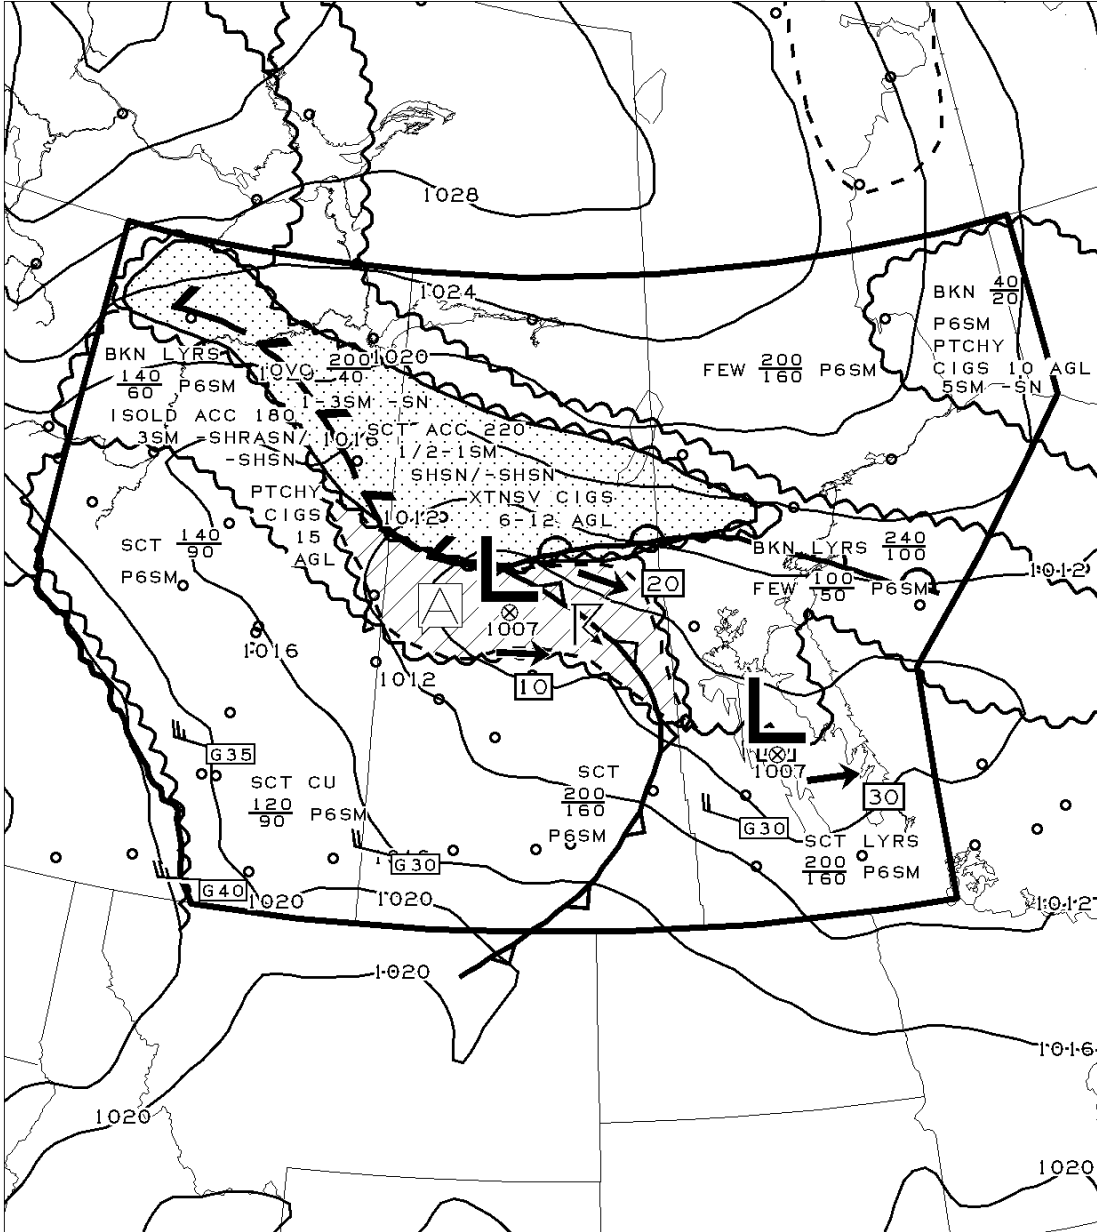 1028
1024
BKN 40
20
P6SM
PTCHY
CIGS 10 AGL
5SM -SN
BKN LYRS
140
60 P6SM
ISOLD ACC 180
3SM -SHRASN/
-SHSN
200
40
1020
1-3SM -SN
1016
SCT ACC 220
1/2-1SM
SHSN/-SHSN
XTNSV CIGS
6-12 AGL
FEW 200
160 P6SM
PTCHY
CIGS
15
AGL
1012
SCT 140
90
P6SM
BKN LYRS 240
100
FEW 100
50 P6SM
1012
20
A
L
1007
R
10
1016
1012
L
1007
30
G35
SCT CU
120
90 P6SM
SCT
200
160
P6SM
G30
SCT LYRS
200
160 P6SM
G30
G40
1020
1020
1012
1020
1016
1020
1020